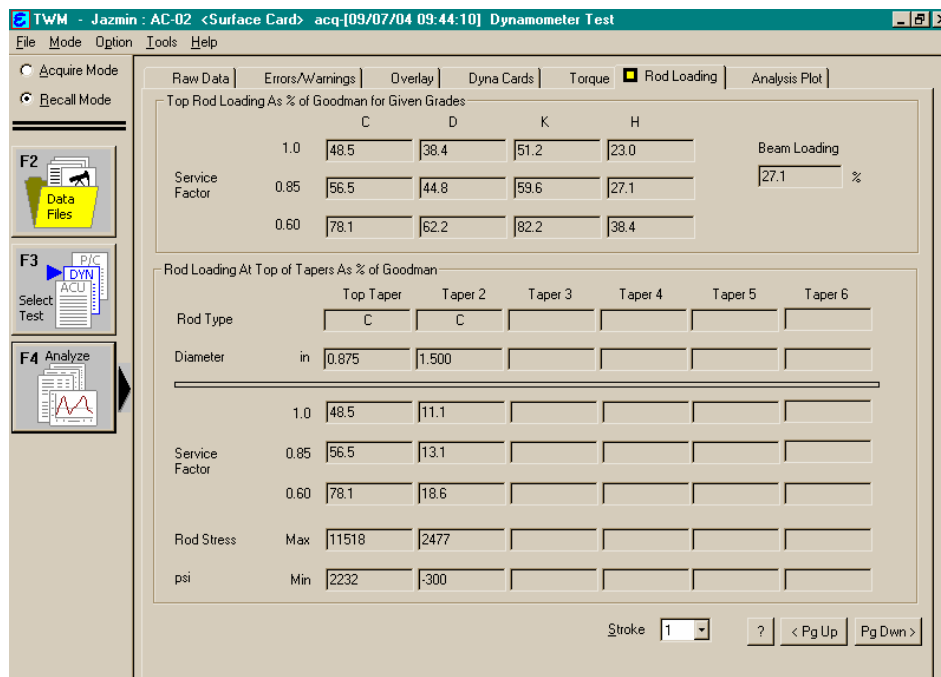 TWM - Jazmin : AC-02 <Surface Card> acq-[09/07/04 09:44:10] Dynamometer Test
File Mode Option Tools Help
Acquire Mode
Recall Mode
F2
Data
Files
F3
P/C
DYN
ACU
Select
Test
F4 Analyze
Raw Data Errors/Warnings Overlay Dyna Cards Torque Rod Loading Analysis Plot
Top Rod Loading As % of Goodman for Given Grades
C D K H
1.0 48.5 38.4 51.2 23.0
Beam Loading
27.1 %
Service
Factor
0.85 56.5 44.8 59.6 27.1
0.60 78.1 62.2 82.2 38.4
Rod Loading At Top of Tapers As % of Goodman
Top Taper Taper 2 Taper 3 Taper 4 Taper 5 Taper 6
Rod Type C C
Diameter in 0.875 1.500
1.0 48.5 11.1
Service
Factor
0.85 56.5 13.1
0.60 78.1 18.6
Rod Stress Max 11518 2477
psi Min 2232 -300
Stroke 1 ? < Pg Up Pg Dwn >